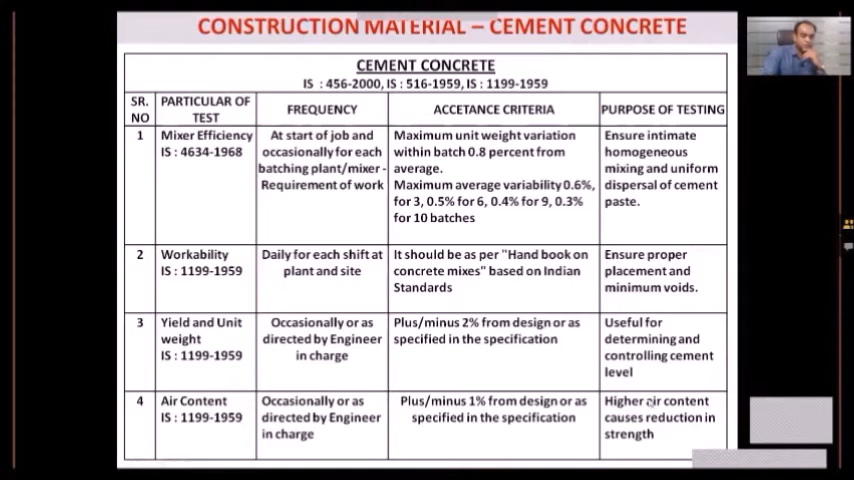 CONSTRUCTION MATERIAL – CEMENT CONCRETE
CEMENT CONCRETE
IS : 456-2000, IS : 516-1959, IS : 1199-1959
SR. NO
PARTICULAR OF TEST
FREQUENCY
ACCETANCE CRITERIA
PURPOSE OF TESTING
1
Mixer Efficiency
IS : 4634-1968
At start of job and
occasionally for each
batching plant/mixer -
Requirement of work
Maximum unit weight variation
within batch 0.8 percent from
average.
Maximum average variability 0.6%,
for 3, 0.5% for 6, 0.4% for 9, 0.3%
for 10 batches
Ensure intimate
homogeneous
mixing and uniform
dispersal of cement
paste.
2
Workability
IS : 1199-1959
Daily for each shift at
plant and site
It should be as per "Hand book on
concrete mixes" based on Indian
Standards
Ensure proper
placement and
minimum voids.
3
Yield and Unit
weight
IS : 1199-1959
Occasionally or as
directed by Engineer
in charge
Plus/minus 2% from design or as
specified in the specification
Useful for
determining and
controlling cement
level
4
Air Content
IS : 1199-1959
Occasionally or as
directed by Engineer
in charge
Plus/minus 1% from design or as
specified in the specification
Higher air content
causes reduction in
strength